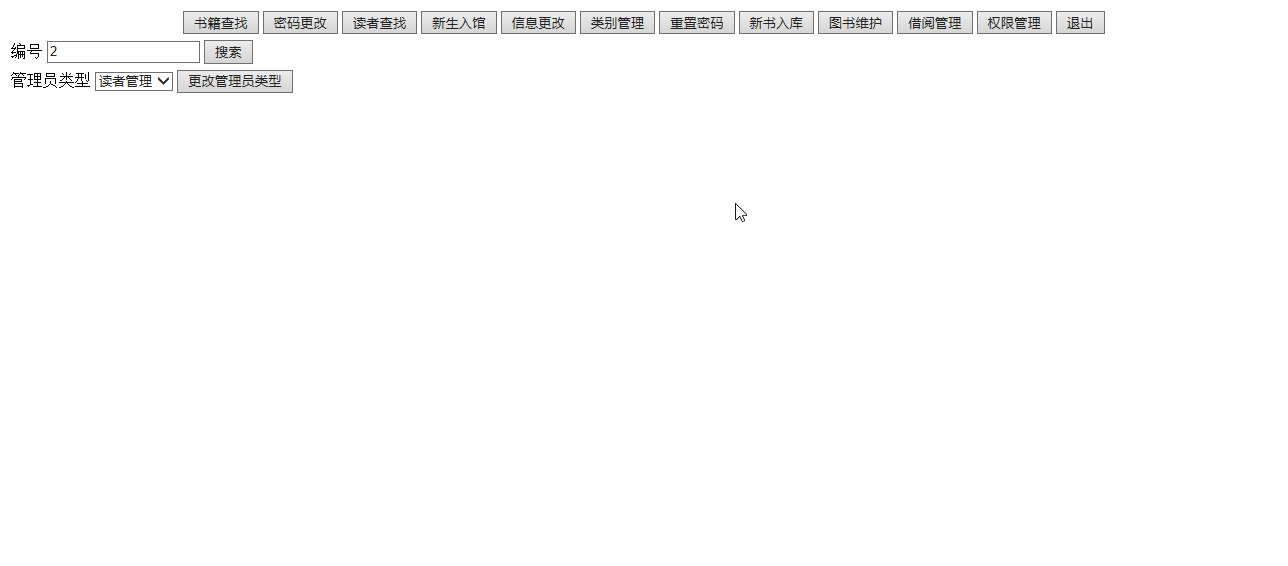 书籍查找 密码更改 读者查找 新生入馆 信息更改 类别管理 重置密码 新书入库 图书维护 借阅管理 权限管理 退出
编号 2 搜索
管理员类型 读者管理 更改管理员类型